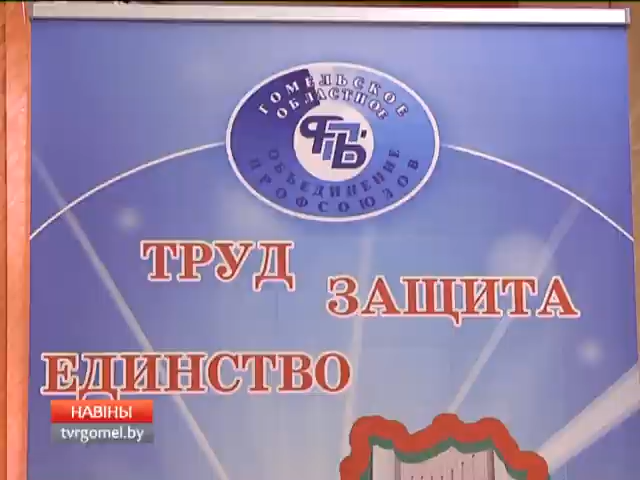 ГОМЕЛЬСКОЕ
ОБЛАСТНОЕ
ФПБ
ОБЪЕДИНЕНИЕ
ПРОФСОЮЗОВ
ТРУД
ЗАЩИТА
ЕДИНСТВО
НАВІНЫ
tvrgomel.by